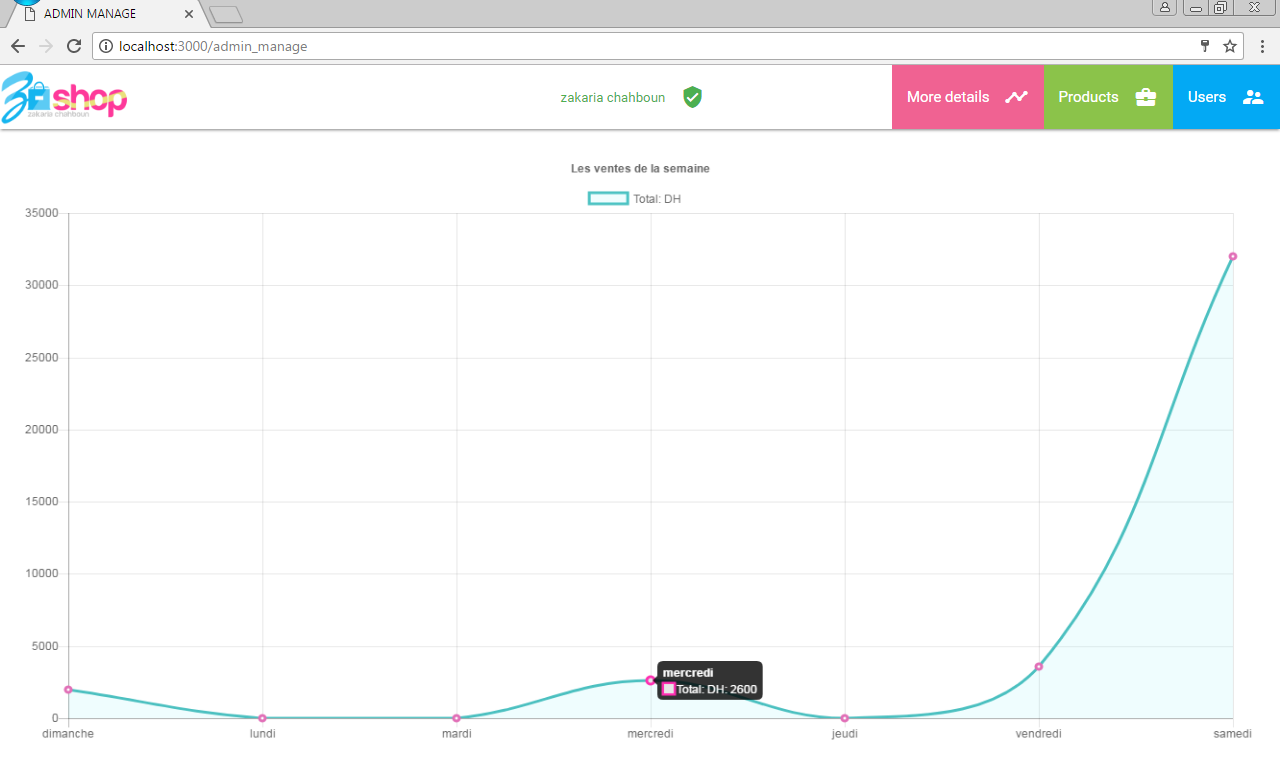 ADMIN MANAGE
localhost:3000/admin_manage
shop
zakaria chahboun
zakaria chahboun
More details
Products
Users
Les ventes de la semaine
Total: DH
35000
30000
25000
20000
15000
10000
5000
0
mercredi
Total: DH: 2600
dimanche lundi mardi mercredi jeudi vendredi samedi